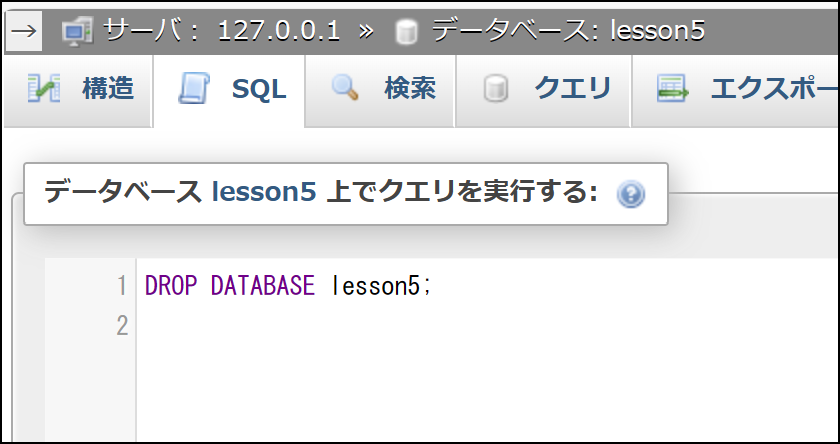 → サーバ : 127.0.0.1 » データベース: lesson5
構造 SQL 検索 クエリ エクスポー
データベース lesson5 上でクエリを実行する:
1 DROP DATABASE lesson5;
2